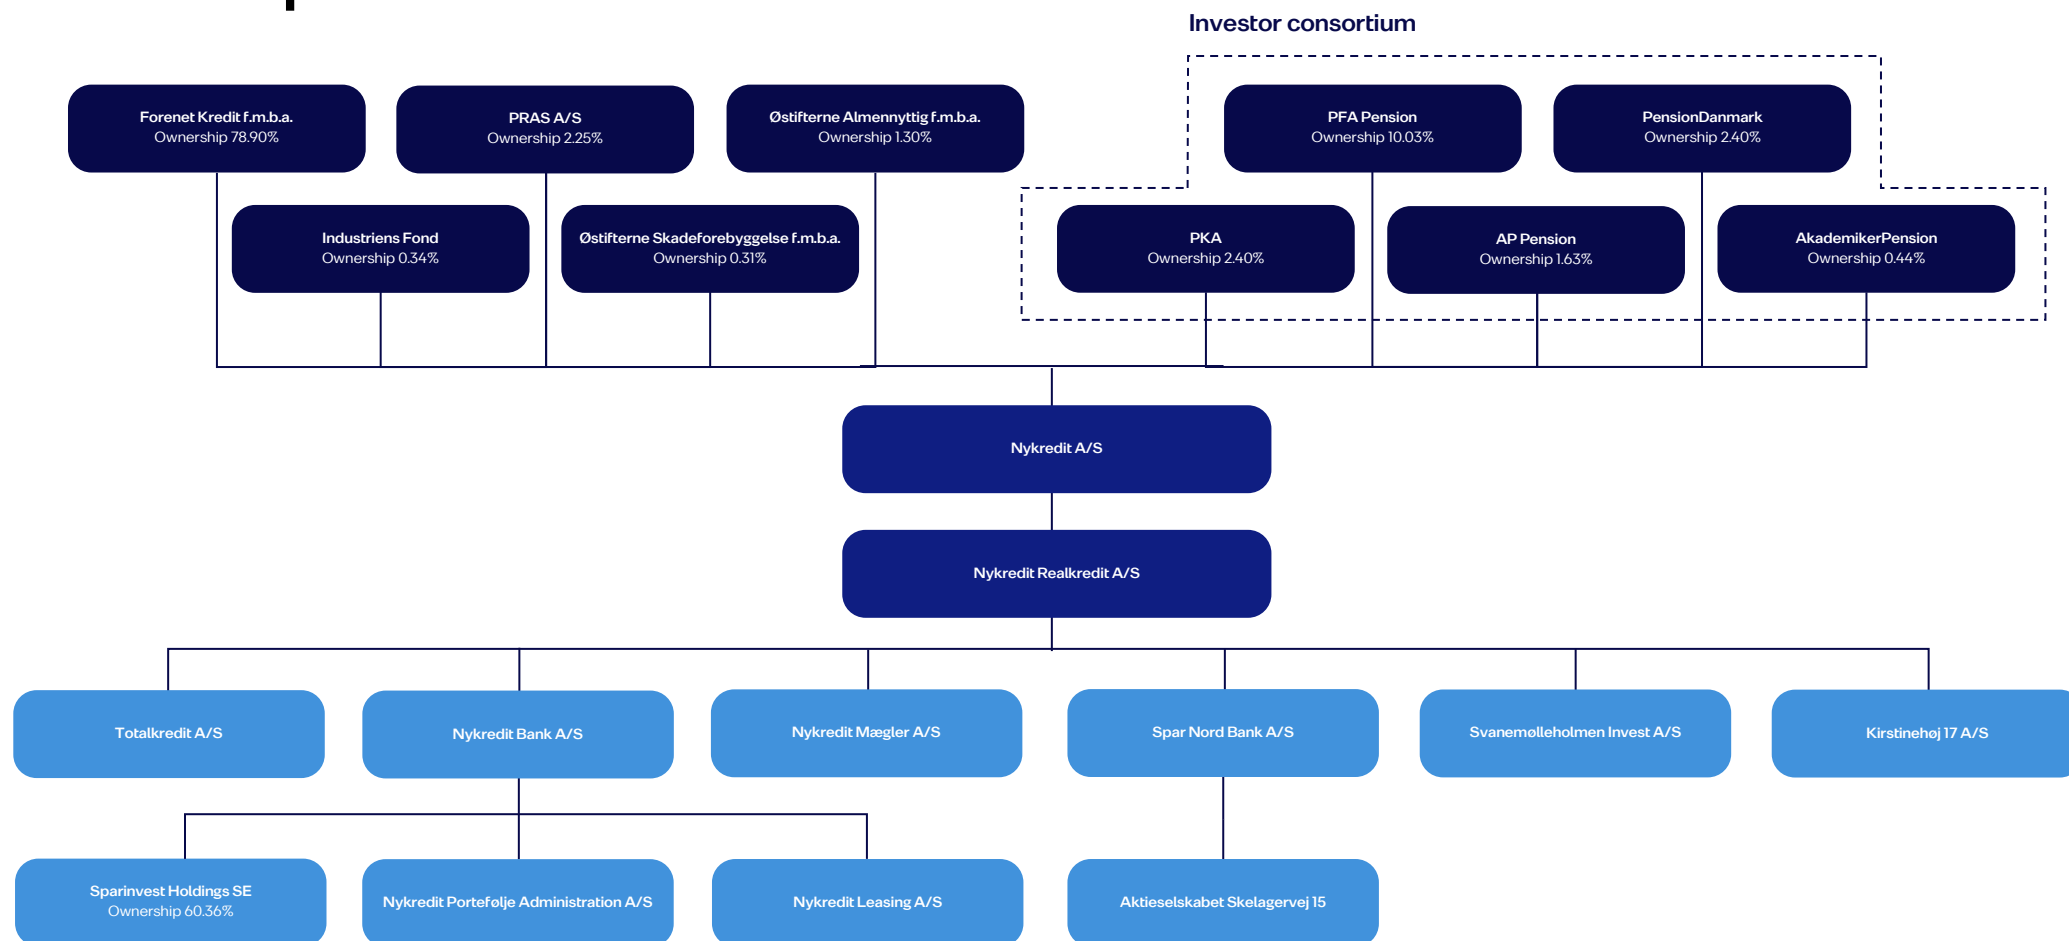 Investor consortium
Forenet Kredit f.m.b.a.
Ownership 78.90%
PRAS A/S
Ownership 2.25%
Østifterne Almennyttig f.m.b.a.
Ownership 1.30%
PFA Pension
Ownership 10.03%
PensionDanmark
Ownership 2.40%
Industriens Fond
Ownership 0.34%
Østifterne Skadeforebyggelse f.m.b.a.
Ownership 0.31%
PKA
Ownership 2.40%
AP Pension
Ownership 1.63%
AkademikerPension
Ownership 0.44%
Nykredit A/S
Nykredit Realkredit A/S
Totalkredit A/S
Nykredit Bank A/S
Nykredit Mægler A/S
Spar Nord Bank A/S
Svanemølleholmen Invest A/S
Kirstinehøj 17 A/S
Sparinvest Holdings SE
Ownership 60.36%
Nykredit Portefølje Administration A/S
Nykredit Leasing A/S
Aktieselskabet Skelagervej 15